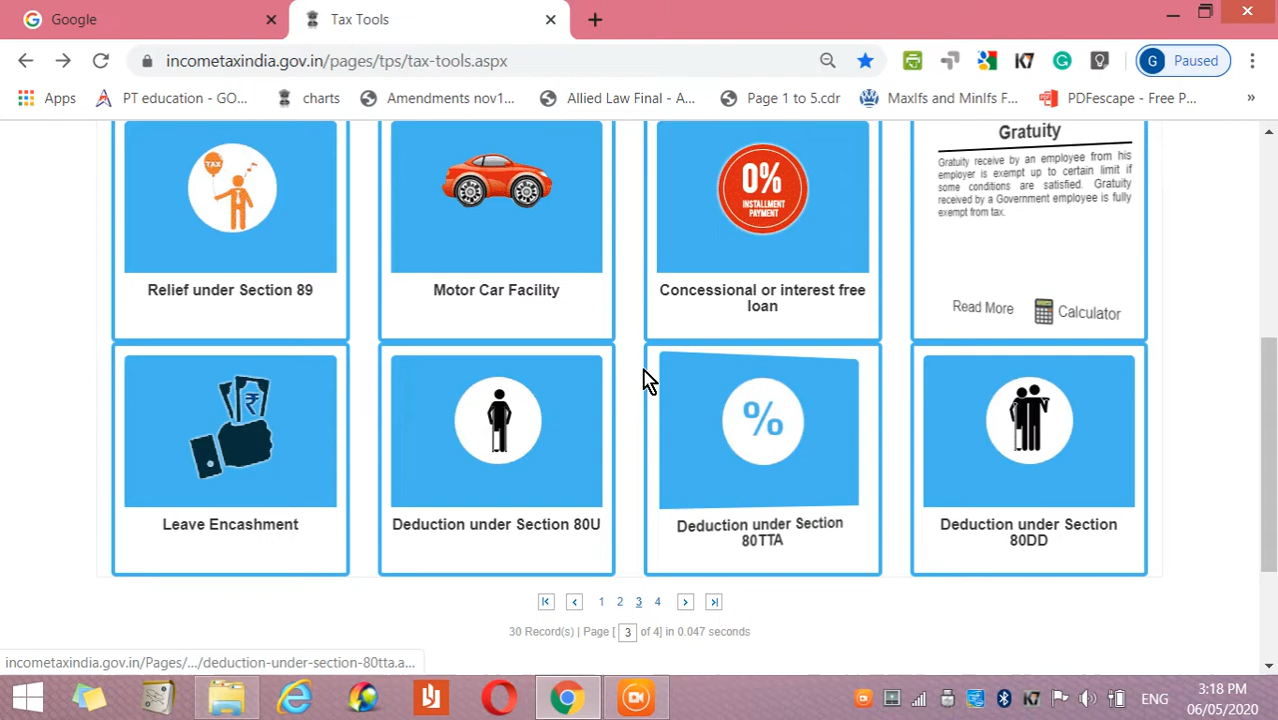 Google
Tax Tools
incometaxindia.gov.in/pages/tps/tax-tools.aspx
G Paused
Apps
PT education - GO...
charts
Amendments nov1...
Allied Law Final - A...
Page 1 to 5.cdr
MaxIfs and MinIfs F...
PDFescape - Free P...
»
TAX
Relief under Section 89
Motor Car Facility
0%
INSTALLMENT
PAYMENT
Concessional or interest free
loan
Gratuity
Gratuity receive by an employee from his
employer is exempt up to certain limit if
some conditions are satisfied. Gratuity
received by a Government employee is fully
exempt from tax.
Read More
Calculator
₹
Leave Encashment
Deduction under Section 80U
%
Deduction under Section
80TTA
Deduction under Section
80DD
1 2 3 4
30 Record(s) | Page [ 3 of 4] in 0.047 seconds
incometaxindia.gov.in/Pages/.../deduction-under-section-80tta.a...
ENG
3:18 PM
06/05/2020